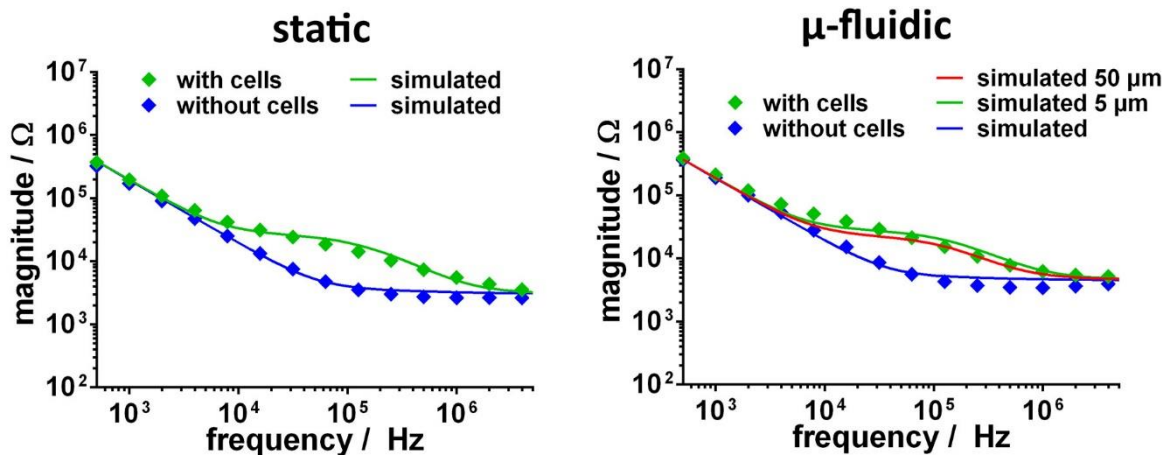 static
10⁷
10⁶
10⁵
10⁴
10³
10²
magnitude / Ω
with cells
simulated
without cells
simulated
10³
10⁴
10⁵
10⁶
frequency / Hz
μ-fluidic
10⁷
10⁶
10⁵
10⁴
10³
10²
magnitude / Ω
simulated 50 μm
with cells
simulated 5 μm
without cells
simulated
10³
10⁴
10⁵
10⁶
frequency / Hz